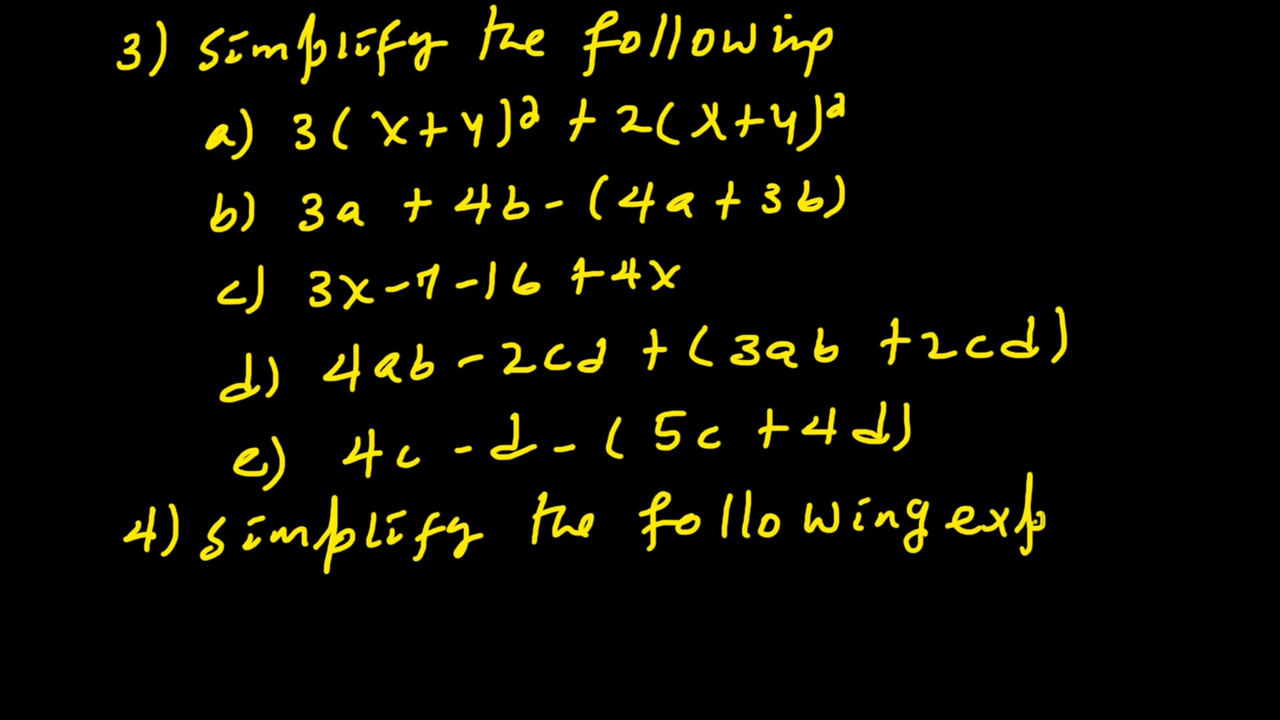 3) simplify the following
a) 3(x+y)² + 2(x+y)²
b) 3a + 4b - (4a + 3b)
c) 3x - 7 - 16 + 4x
d) 4ab - 2cd + (3ab + 2cd)
e) 4c - d - (5c + 4d)
4) simplify the following exp